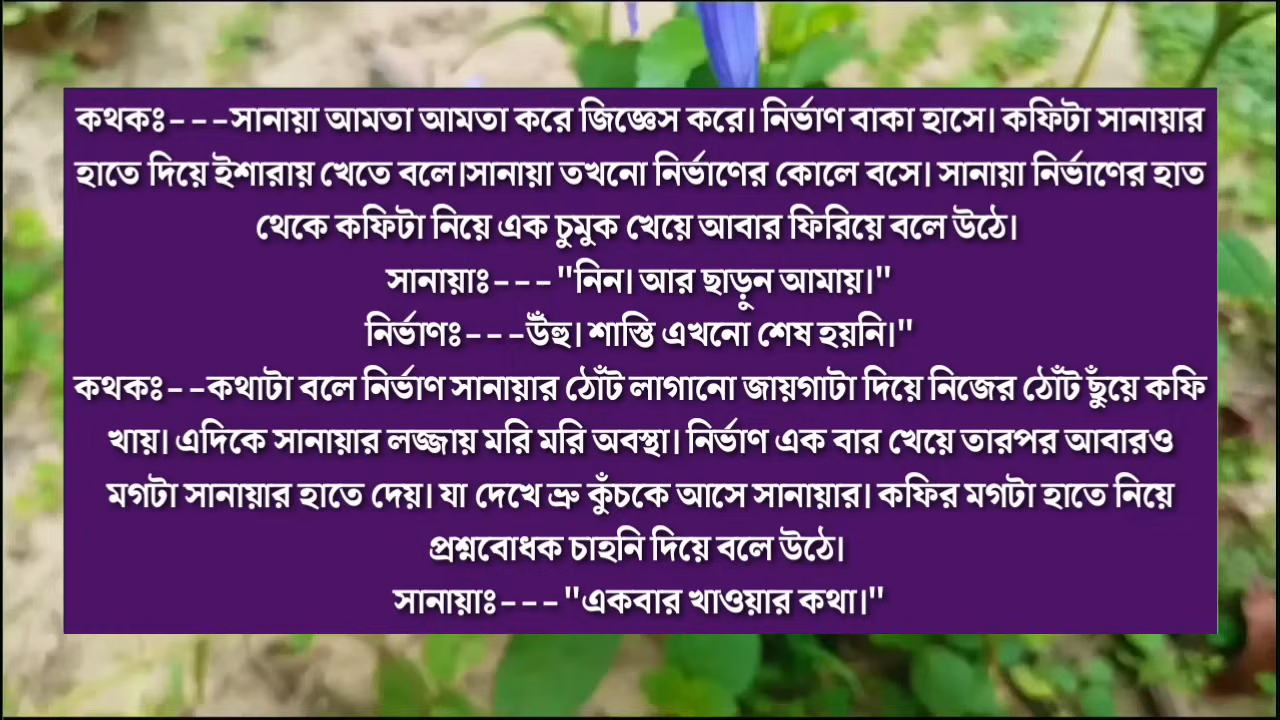 কথকঃ---সানায়া আমতা আমতা করে জিজ্ঞেস করে। নির্ভাণ বাকা হাসে। কফিটা সানায়ার
হাতে দিয়ে ইশারায় খেতে বলে।সানায়া তখনো নির্ভাণের কোলে বসে। সানায়া নির্ভাণের হাত
থেকে কফিটা নিয়ে এক চুমুক খেয়ে আবার ফিরিয়ে বলে উঠে।
সানায়াঃ---"নিন। আর ছাড়ুন আমায়।"
নির্ভাণঃ---উঁহু। শাস্তি এখনো শেষ হয়নি।"
কথকঃ--কথাটা বলে নির্ভাণ সানায়ার ঠোঁট লাগানো জায়গাটা দিয়ে নিজের ঠোঁট ছুঁয়ে কফি
খায়। এদিকে সানায়ার লজ্জায় মরি মরি অবস্থা। নির্ভাণ এক বার খেয়ে তারপর আবারও
মগটা সানায়ার হাতে দেয়। যা দেখে ভ্রু কুঁচকে আসে সানায়ার। কফির মগটা হাতে নিয়ে
প্রশ্নবোধক চাহনি দিয়ে বলে উঠে।
সানায়াঃ---"একবার খাওয়ার কথা।"